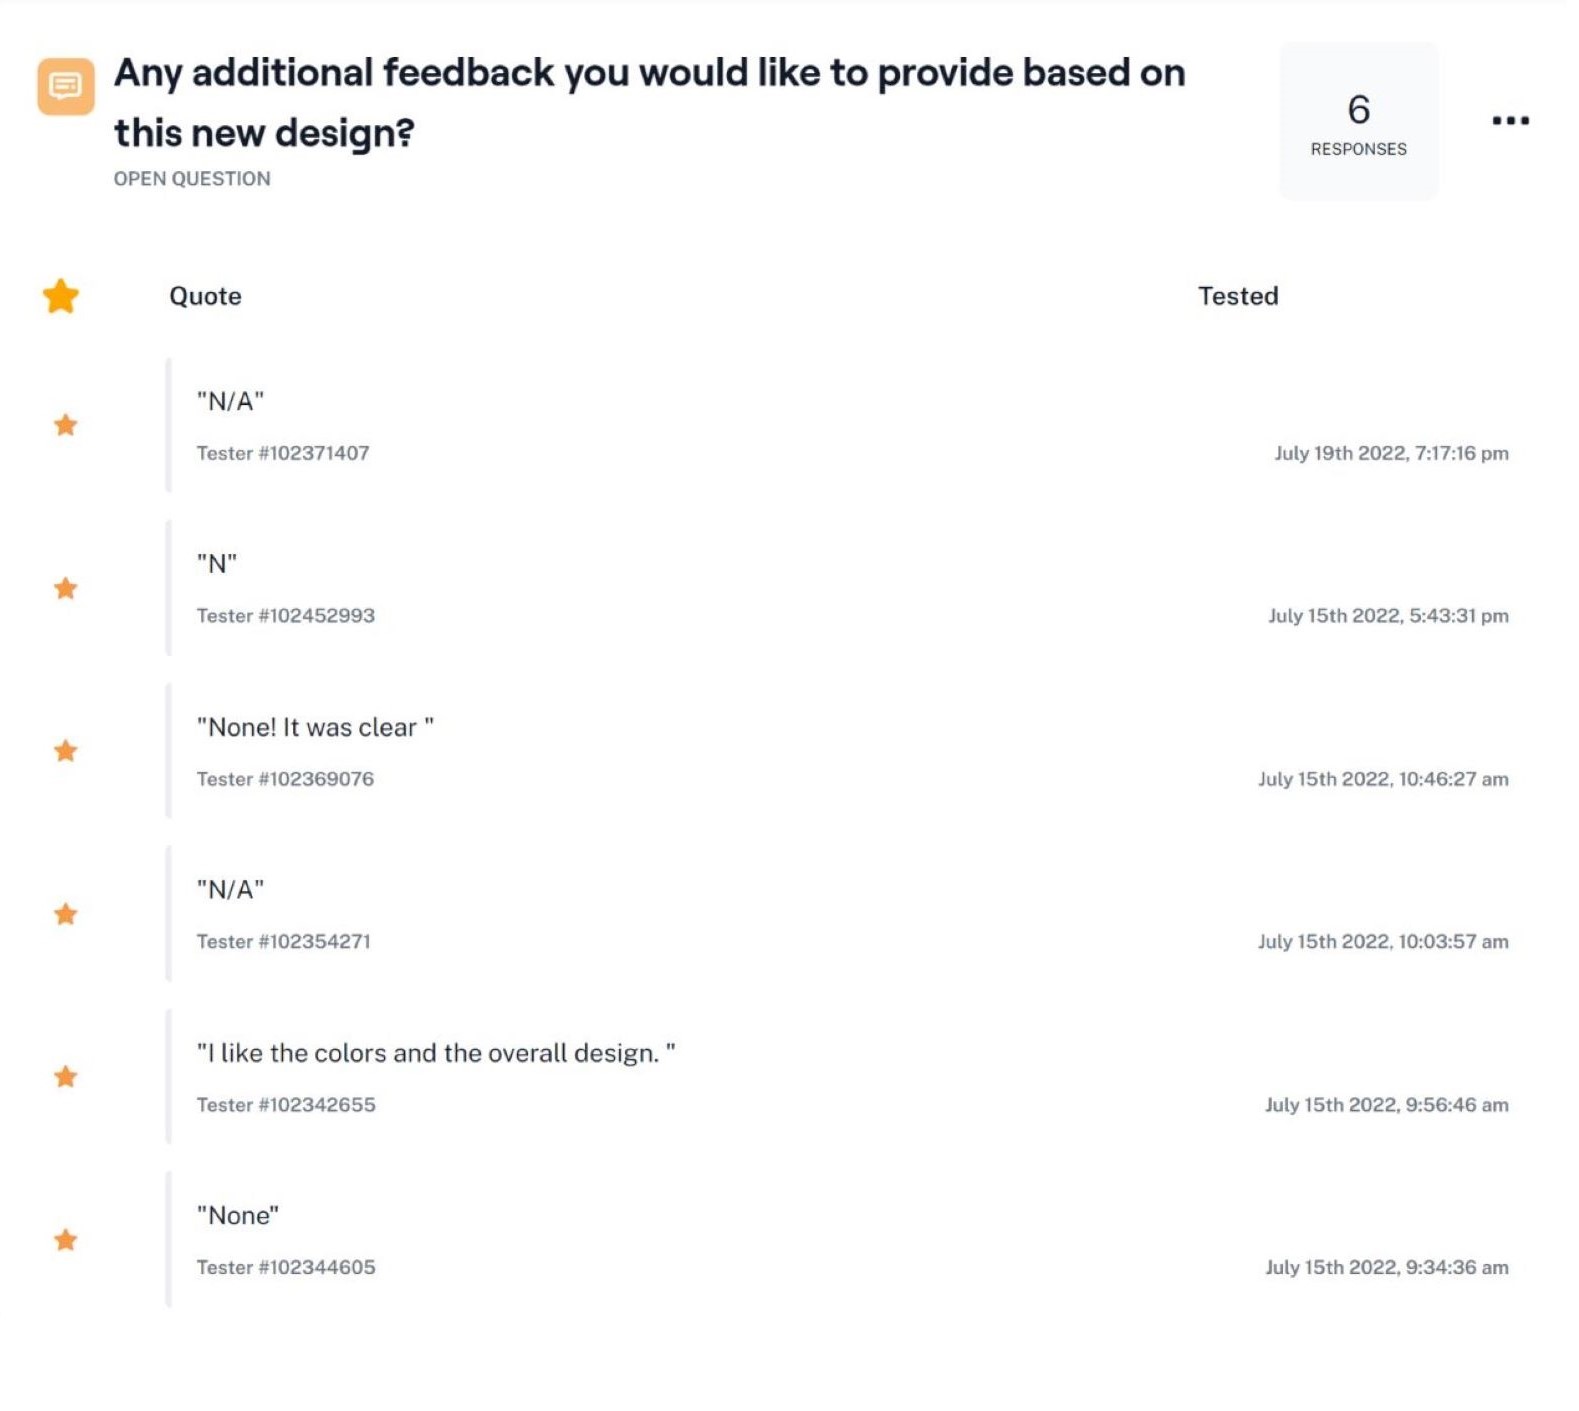 Any additional feedback you would like to provide based on
this new design?
OPEN QUESTION
6
RESPONSES
Quote
Tested
"N/A"
Tester #102371407
July 19th 2022, 7:17:16 pm
"N"
Tester #102452993
July 15th 2022, 5:43:31 pm
"None! It was clear "
Tester #102369076
July 15th 2022, 10:46:27 am
"N/A"
Tester #102354271
July 15th 2022, 10:03:57 am
"I like the colors and the overall design. "
Tester #102342655
July 15th 2022, 9:56:46 am
"None"
Tester #102344605
July 15th 2022, 9:34:36 am